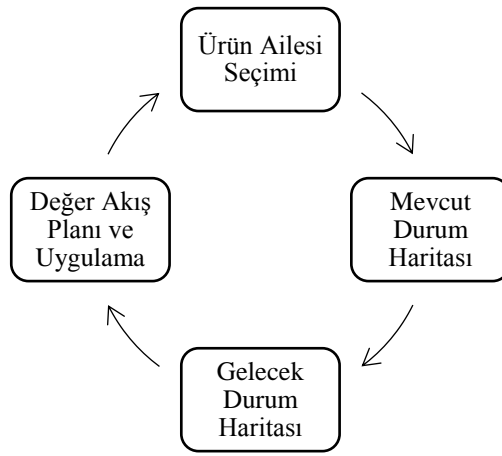 Ürün Ailesi
Seçimi
Mevcut
Durum
Haritası
Gelecek
Durum
Haritası
Değer Akış
Planı ve
Uygulama